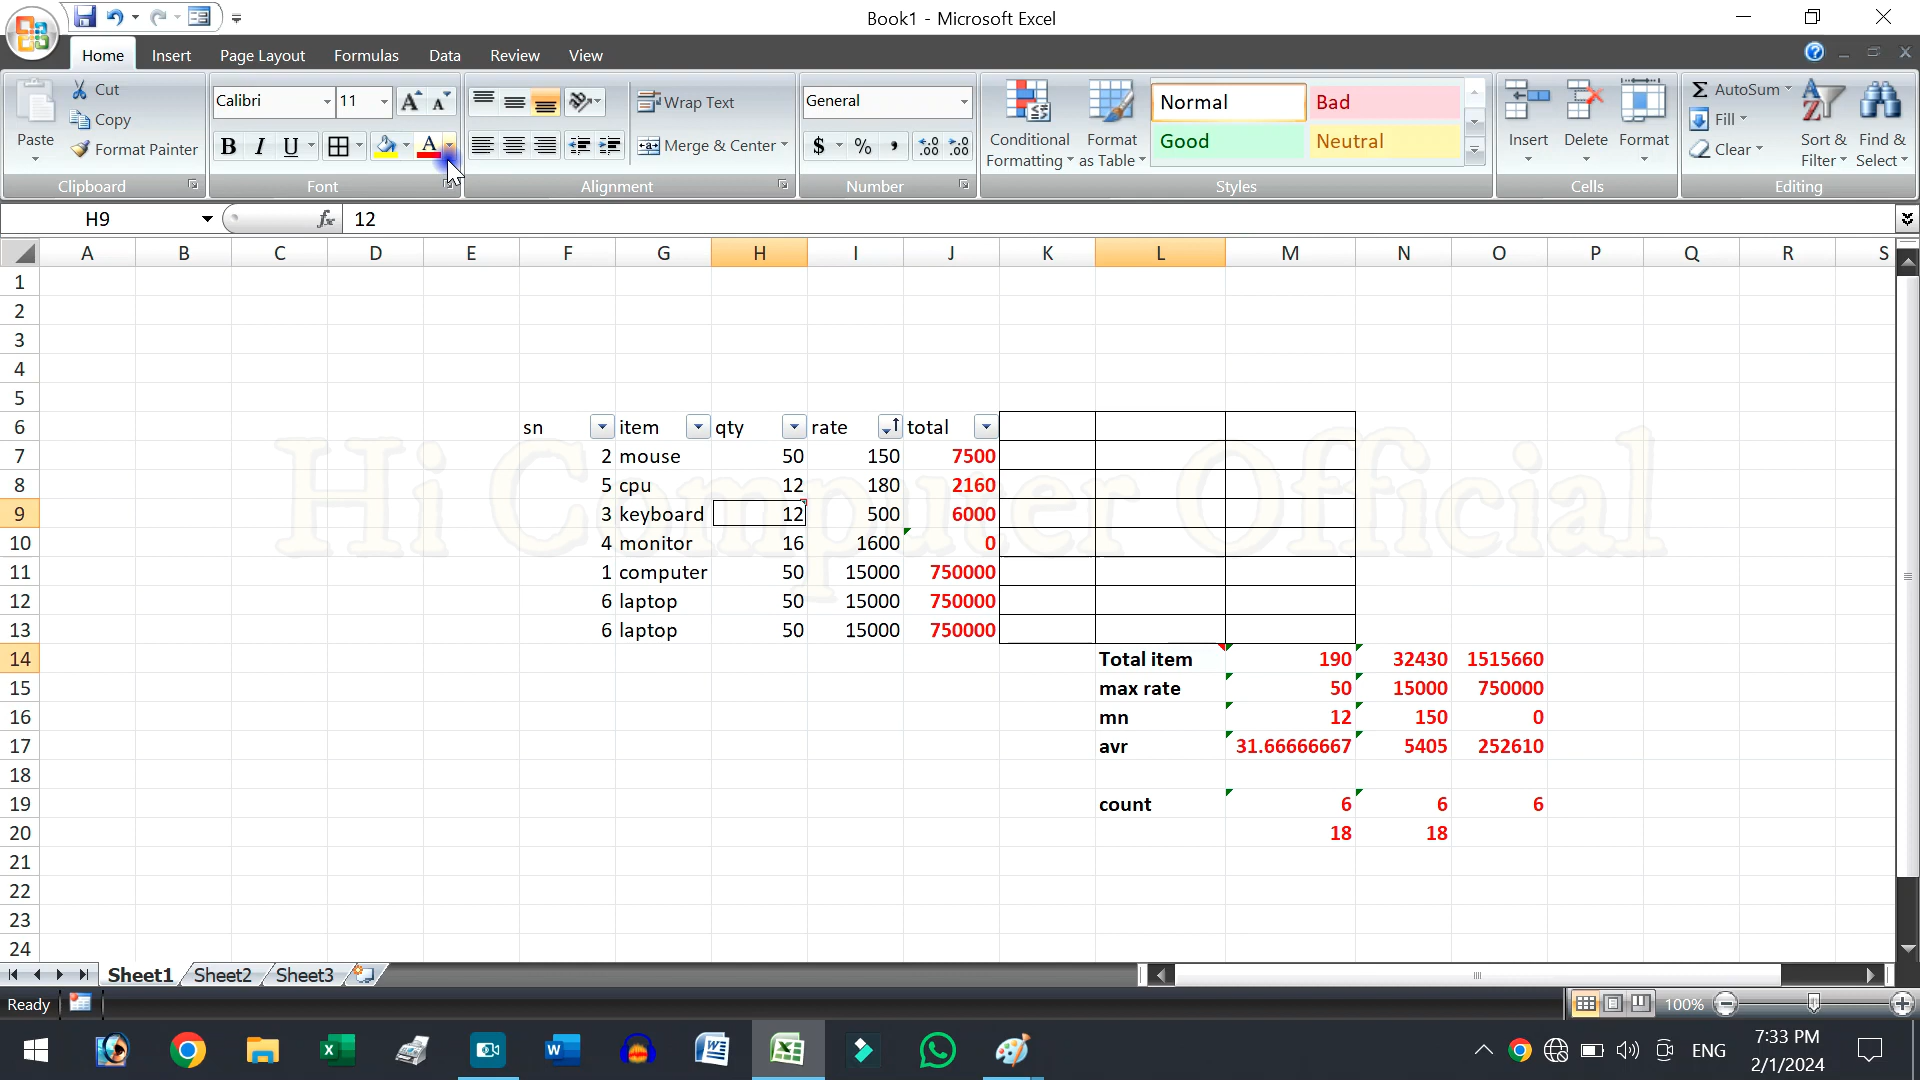 Book1 - Microsoft Excel
Home Insert Page Layout Formulas Data Review View
Paste
Cut
Copy
Format Painter
Clipboard
Calibri 11
B I U A
Font
Wrap Text
Merge & Center
Alignment
General
$ % ,
Number
Conditional Formatting
Format as Table
Normal Bad
Good Neutral
Styles
Insert Delete Format
Cells
AutoSum
Fill
Clear
Sort & Filter
Find & Select
Editing
H9 fx 12
A B C D E F G H I J K L M N O P Q R S
1
2
3
4
5
6 sn item qty rate total
7 2 mouse 50 150 7500
8 5 cpu 12 180 2160
9 3 keyboard 12 500 6000
10 4 monitor 16 1600 0
11 1 computer 50 15000 750000
12 6 laptop 50 15000 750000
13 6 laptop 50 15000 750000
14 Total item 190 32430 1515660
15 max rate 50 15000 750000
16 mn 12 150 0
17 avr 31.66666667 5405 252610
18
19 count 6 6 6
20 18 18
21
22
23
24
Hi Computer Official
Sheet1 Sheet2 Sheet3
Ready 100%
ENG
7:33 PM
2/1/2024